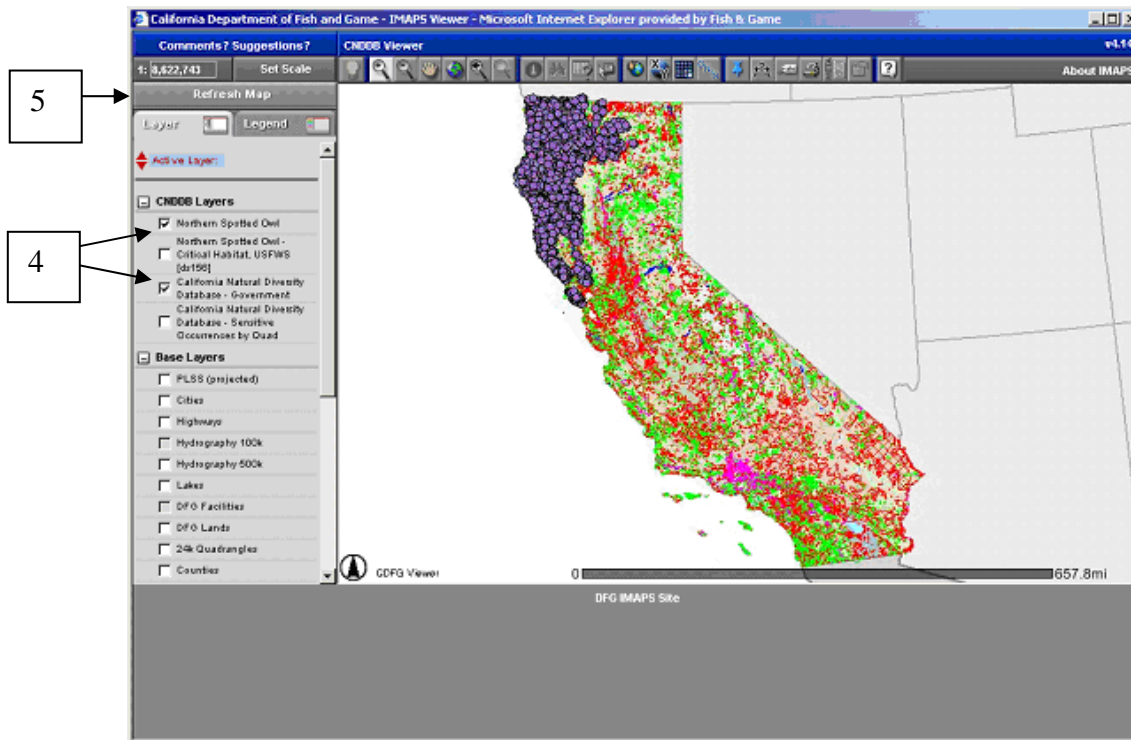 California Department of Fish and Game - IMAPS Viewer - Microsoft Internet Explorer provided by Fish & Game
Comments? Suggestions?
CNDDB Viewer
v4.14
1: 8,622,743
Set Scale
About IMAPS
5
Refresh Map
Layer
Legend
Active Layer:
CNDDB Layers
Northern Spotted Owl
Northern Spotted Owl -
Critical Habitat, USFWS
[ds156]
4
California Natural Diversity
Database - Government
California Natural Diversity
Database - Sensitive
Occurrences by Quad
Base Layers
PLSS (projected)
Cities
Highways
Hydrography 100k
Hydrography 500k
Lakes
DFG Facilities
DFG Lands
24k Quadrangles
Counties
CDFG Viewer
0
657.8mi
DFG IMAPS Site